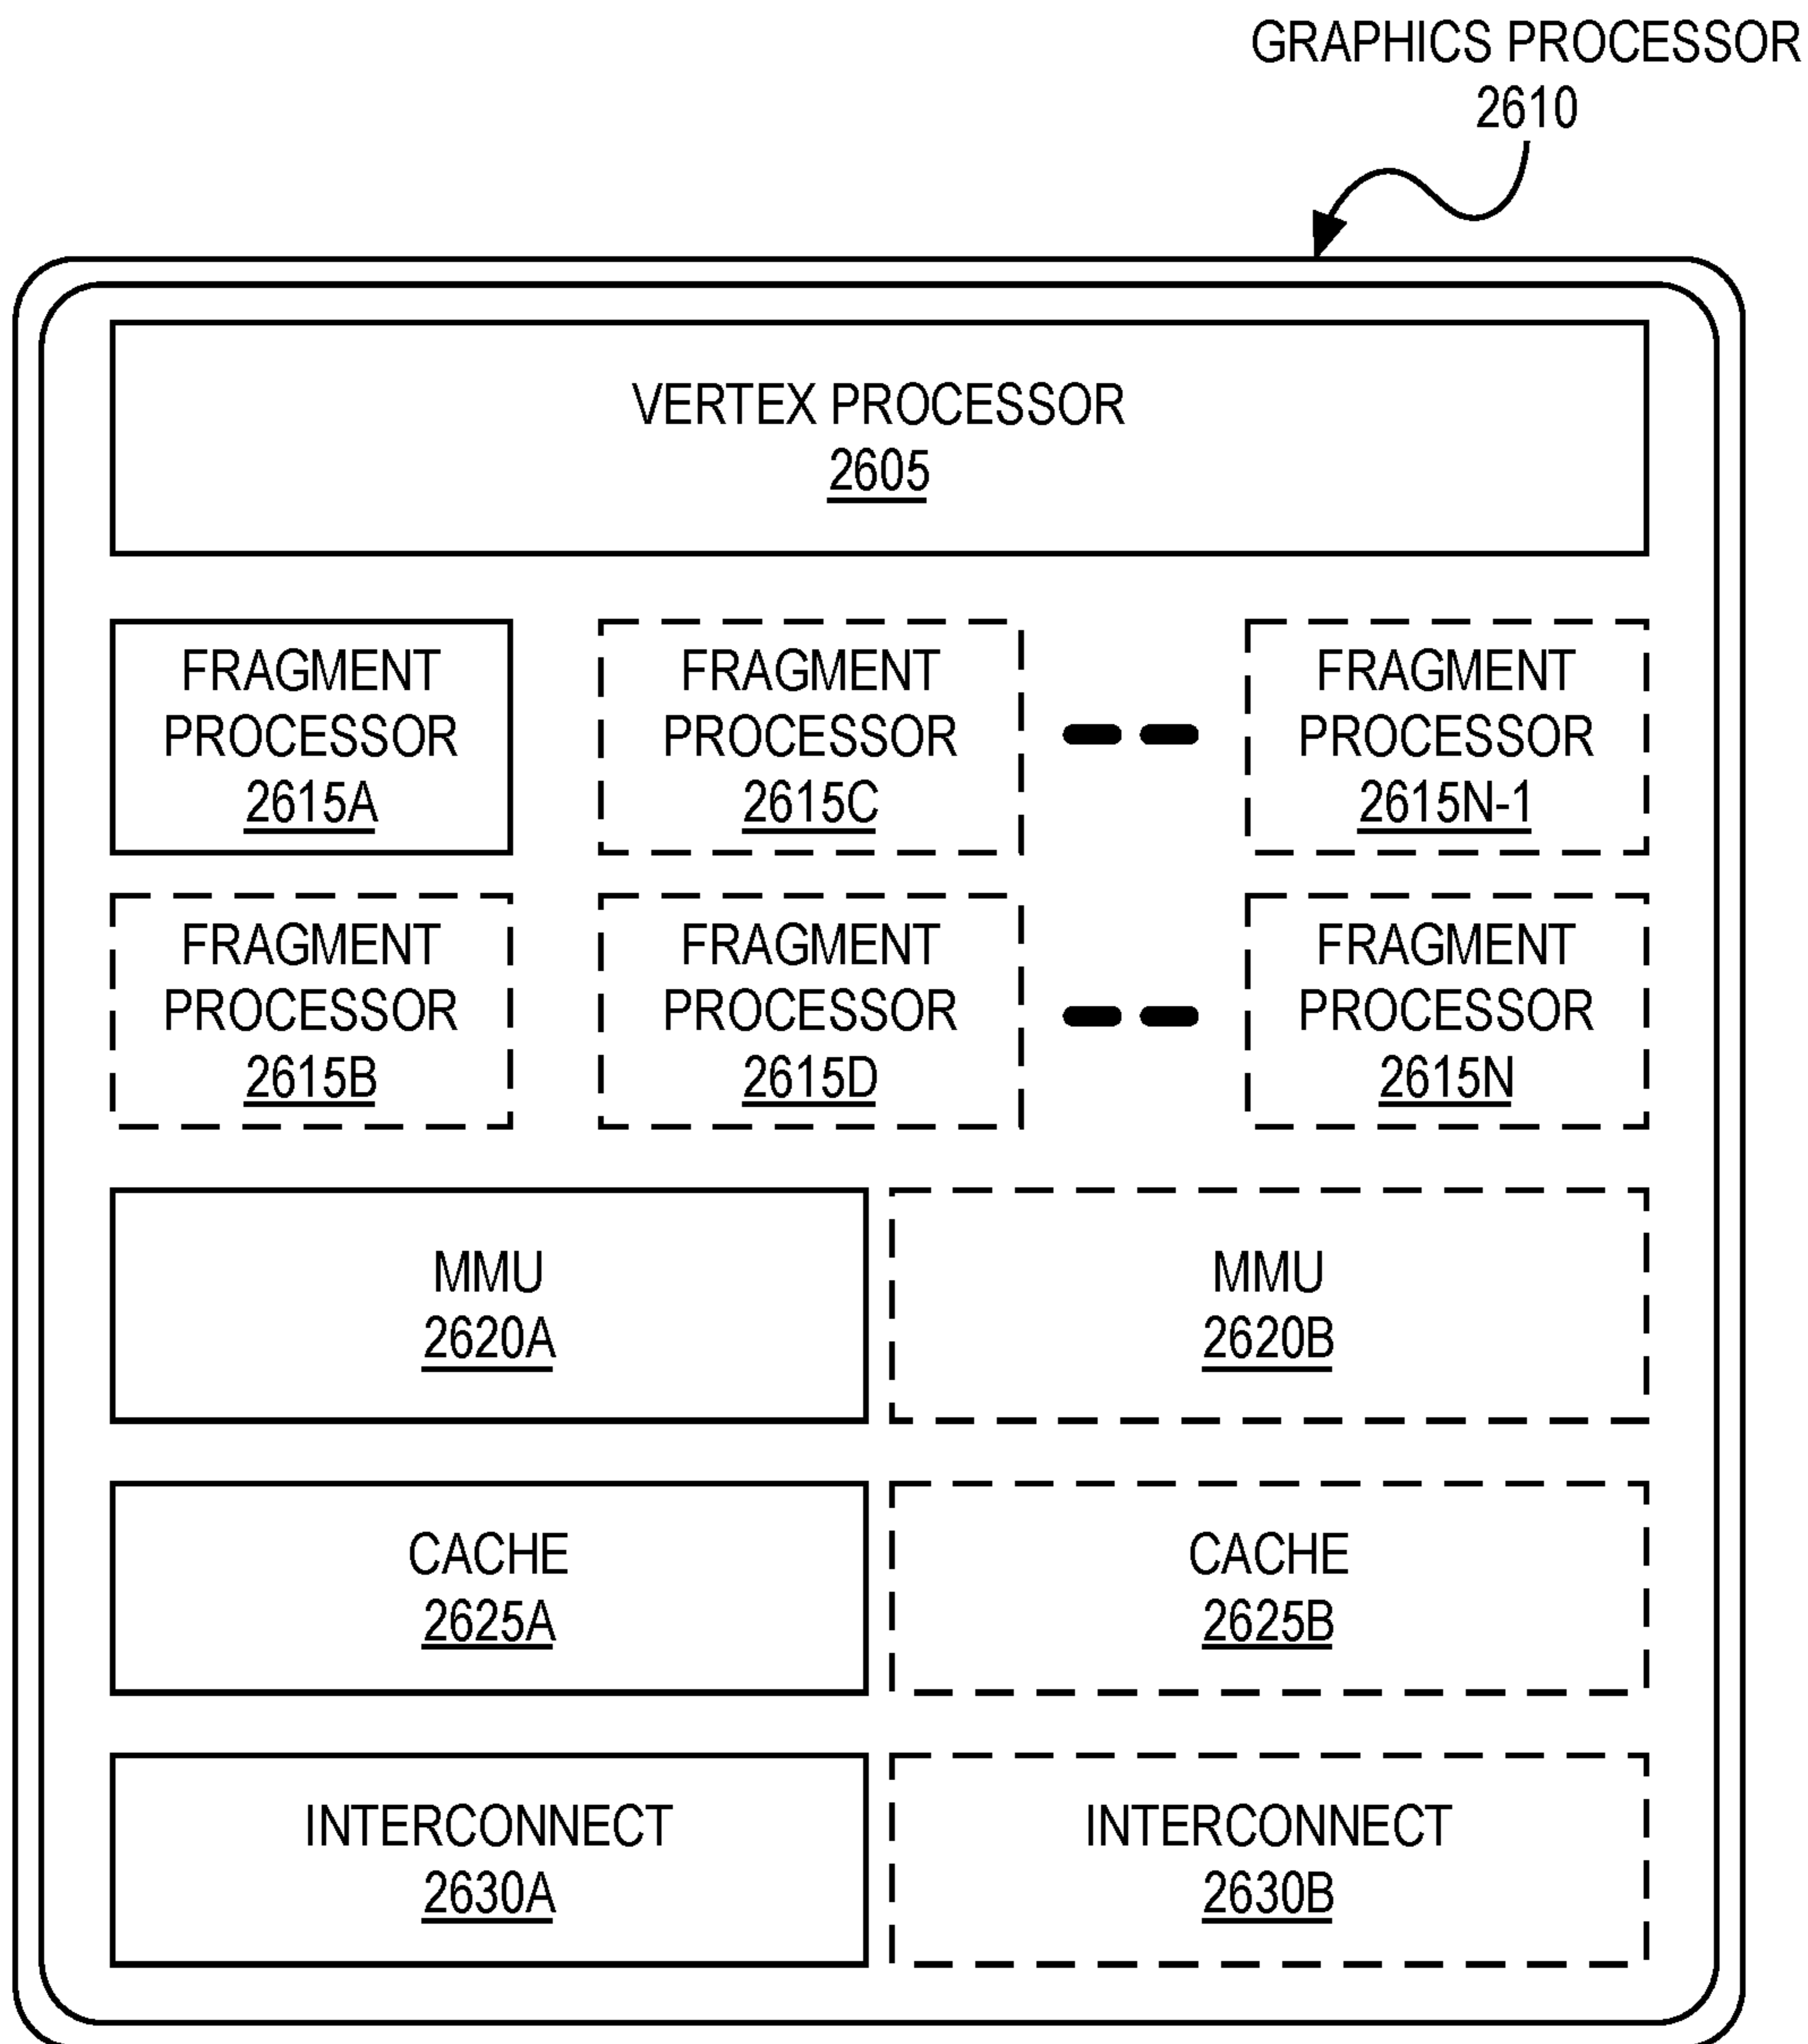 GRAPHICS PROCESSOR
2610
VERTEX PROCESSOR
2605
FRAGMENT
PROCESSOR
2615A
FRAGMENT
PROCESSOR
2615C
FRAGMENT
PROCESSOR
2615N-1
FRAGMENT
PROCESSOR
2615B
FRAGMENT
PROCESSOR
2615D
FRAGMENT
PROCESSOR
2615N
MMU
2620A
MMU
2620B
CACHE
2625A
CACHE
2625B
INTERCONNECT
2630A
INTERCONNECT
2630B